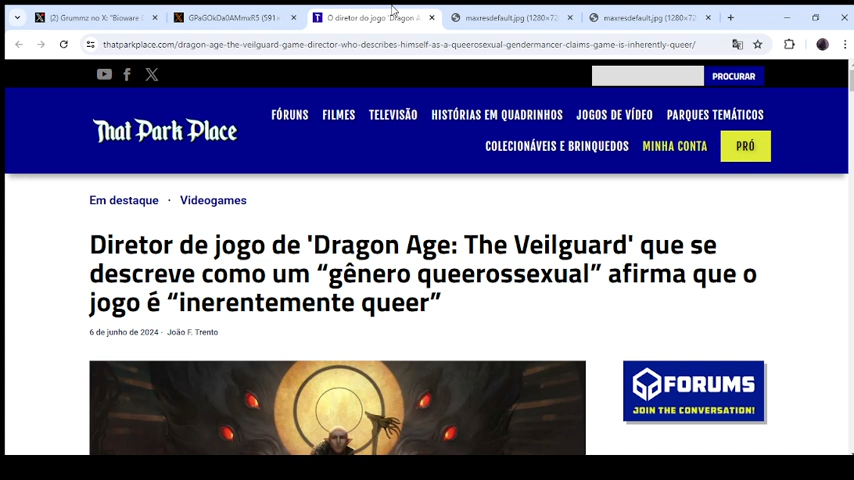 (2) Grummz no X: "Bioware D
GPaGOkDa0AMmxR5 (591×
O diretor do jogo 'Dragon A
maxresdefault.jpg (1280×72
maxresdefault.jpg (1280×72
thatparkplace.com/dragon-age-the-veilguard-game-director-who-describes-himself-as-a-queerosexual-gendermancer-claims-game-is-inherently-queer/
PROCURAR
That Park Place
FÓRUNS FILMES TELEVISÃO HISTÓRIAS EM QUADRINHOS JOGOS DE VÍDEO PARQUES TEMÁTICOS
COLECIONÁVEIS E BRINQUEDOS MINHA CONTA PRÓ
Em destaque · Videogames
Diretor de jogo de 'Dragon Age: The Veilguard' que se
descreve como um “gênero queerossexual” afirma que o
jogo é “inerentemente queer”
6 de junho de 2024 · João F. Trento
FORUMS
JOIN THE CONVERSATION!